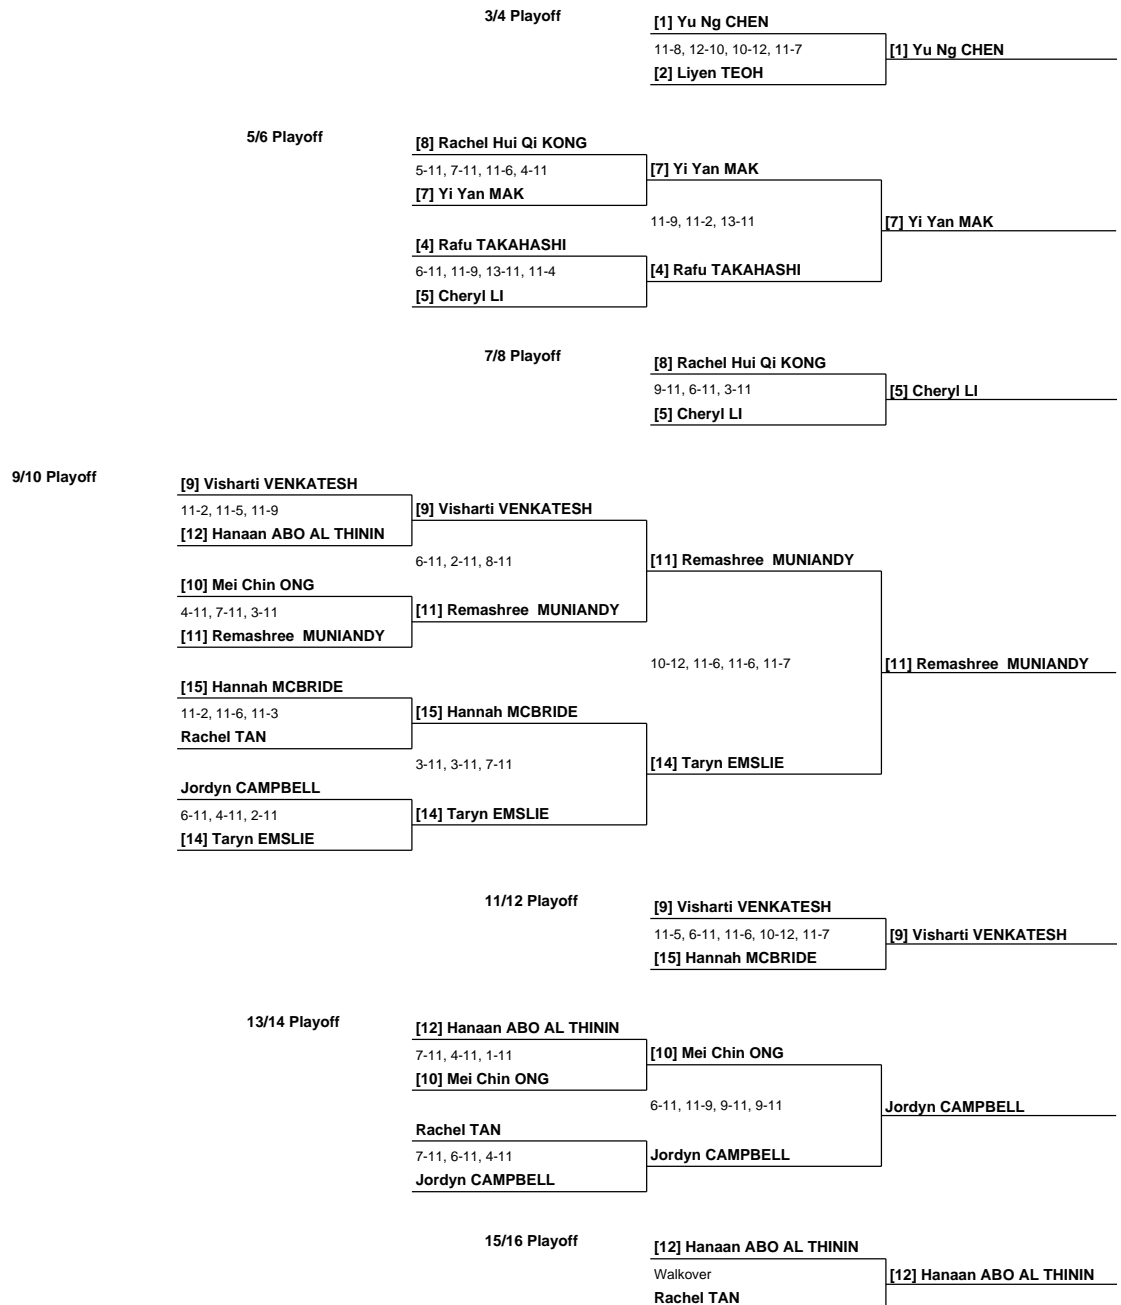 3/4 Playoff
[1] Yu Ng CHEN
11-8, 12-10, 10-12, 11-7
[1] Yu Ng CHEN
[2] Liyen TEOH
5/6 Playoff
[8] Rachel Hui Qi KONG
5-11, 7-11, 11-6, 4-11
[7] Yi Yan MAK
[7] Yi Yan MAK
11-9, 11-2, 13-11
[7] Yi Yan MAK
[4] Rafu TAKAHASHI
6-11, 11-9, 13-11, 11-4
[4] Rafu TAKAHASHI
[5] Cheryl LI
7/8 Playoff
[8] Rachel Hui Qi KONG
9-11, 6-11, 3-11
[5] Cheryl LI
[5] Cheryl LI
9/10 Playoff
[9] Visharti VENKATESH
11-2, 11-5, 11-9
[9] Visharti VENKATESH
[12] Hanaan ABO AL THININ
6-11, 2-11, 8-11
[11] Remashree  MUNIANDY
[10] Mei Chin ONG
4-11, 7-11, 3-11
[11] Remashree  MUNIANDY
[11] Remashree  MUNIANDY
10-12, 11-6, 11-6, 11-7
[11] Remashree  MUNIANDY
[15] Hannah MCBRIDE
11-2, 11-6, 11-3
[15] Hannah MCBRIDE
Rachel TAN
3-11, 3-11, 7-11
[14] Taryn EMSLIE
Jordyn CAMPBELL
6-11, 4-11, 2-11
[14] Taryn EMSLIE
[14] Taryn EMSLIE
11/12 Playoff
[9] Visharti VENKATESH
11-5, 6-11, 11-6, 10-12, 11-7
[9] Visharti VENKATESH
[15] Hannah MCBRIDE
13/14 Playoff
[12] Hanaan ABO AL THININ
7-11, 4-11, 1-11
[10] Mei Chin ONG
[10] Mei Chin ONG
6-11, 11-9, 9-11, 9-11
Jordyn CAMPBELL
Rachel TAN
7-11, 6-11, 4-11
Jordyn CAMPBELL
Jordyn CAMPBELL
15/16 Playoff
[12] Hanaan ABO AL THININ
Walkover
[12] Hanaan ABO AL THININ
Rachel TAN